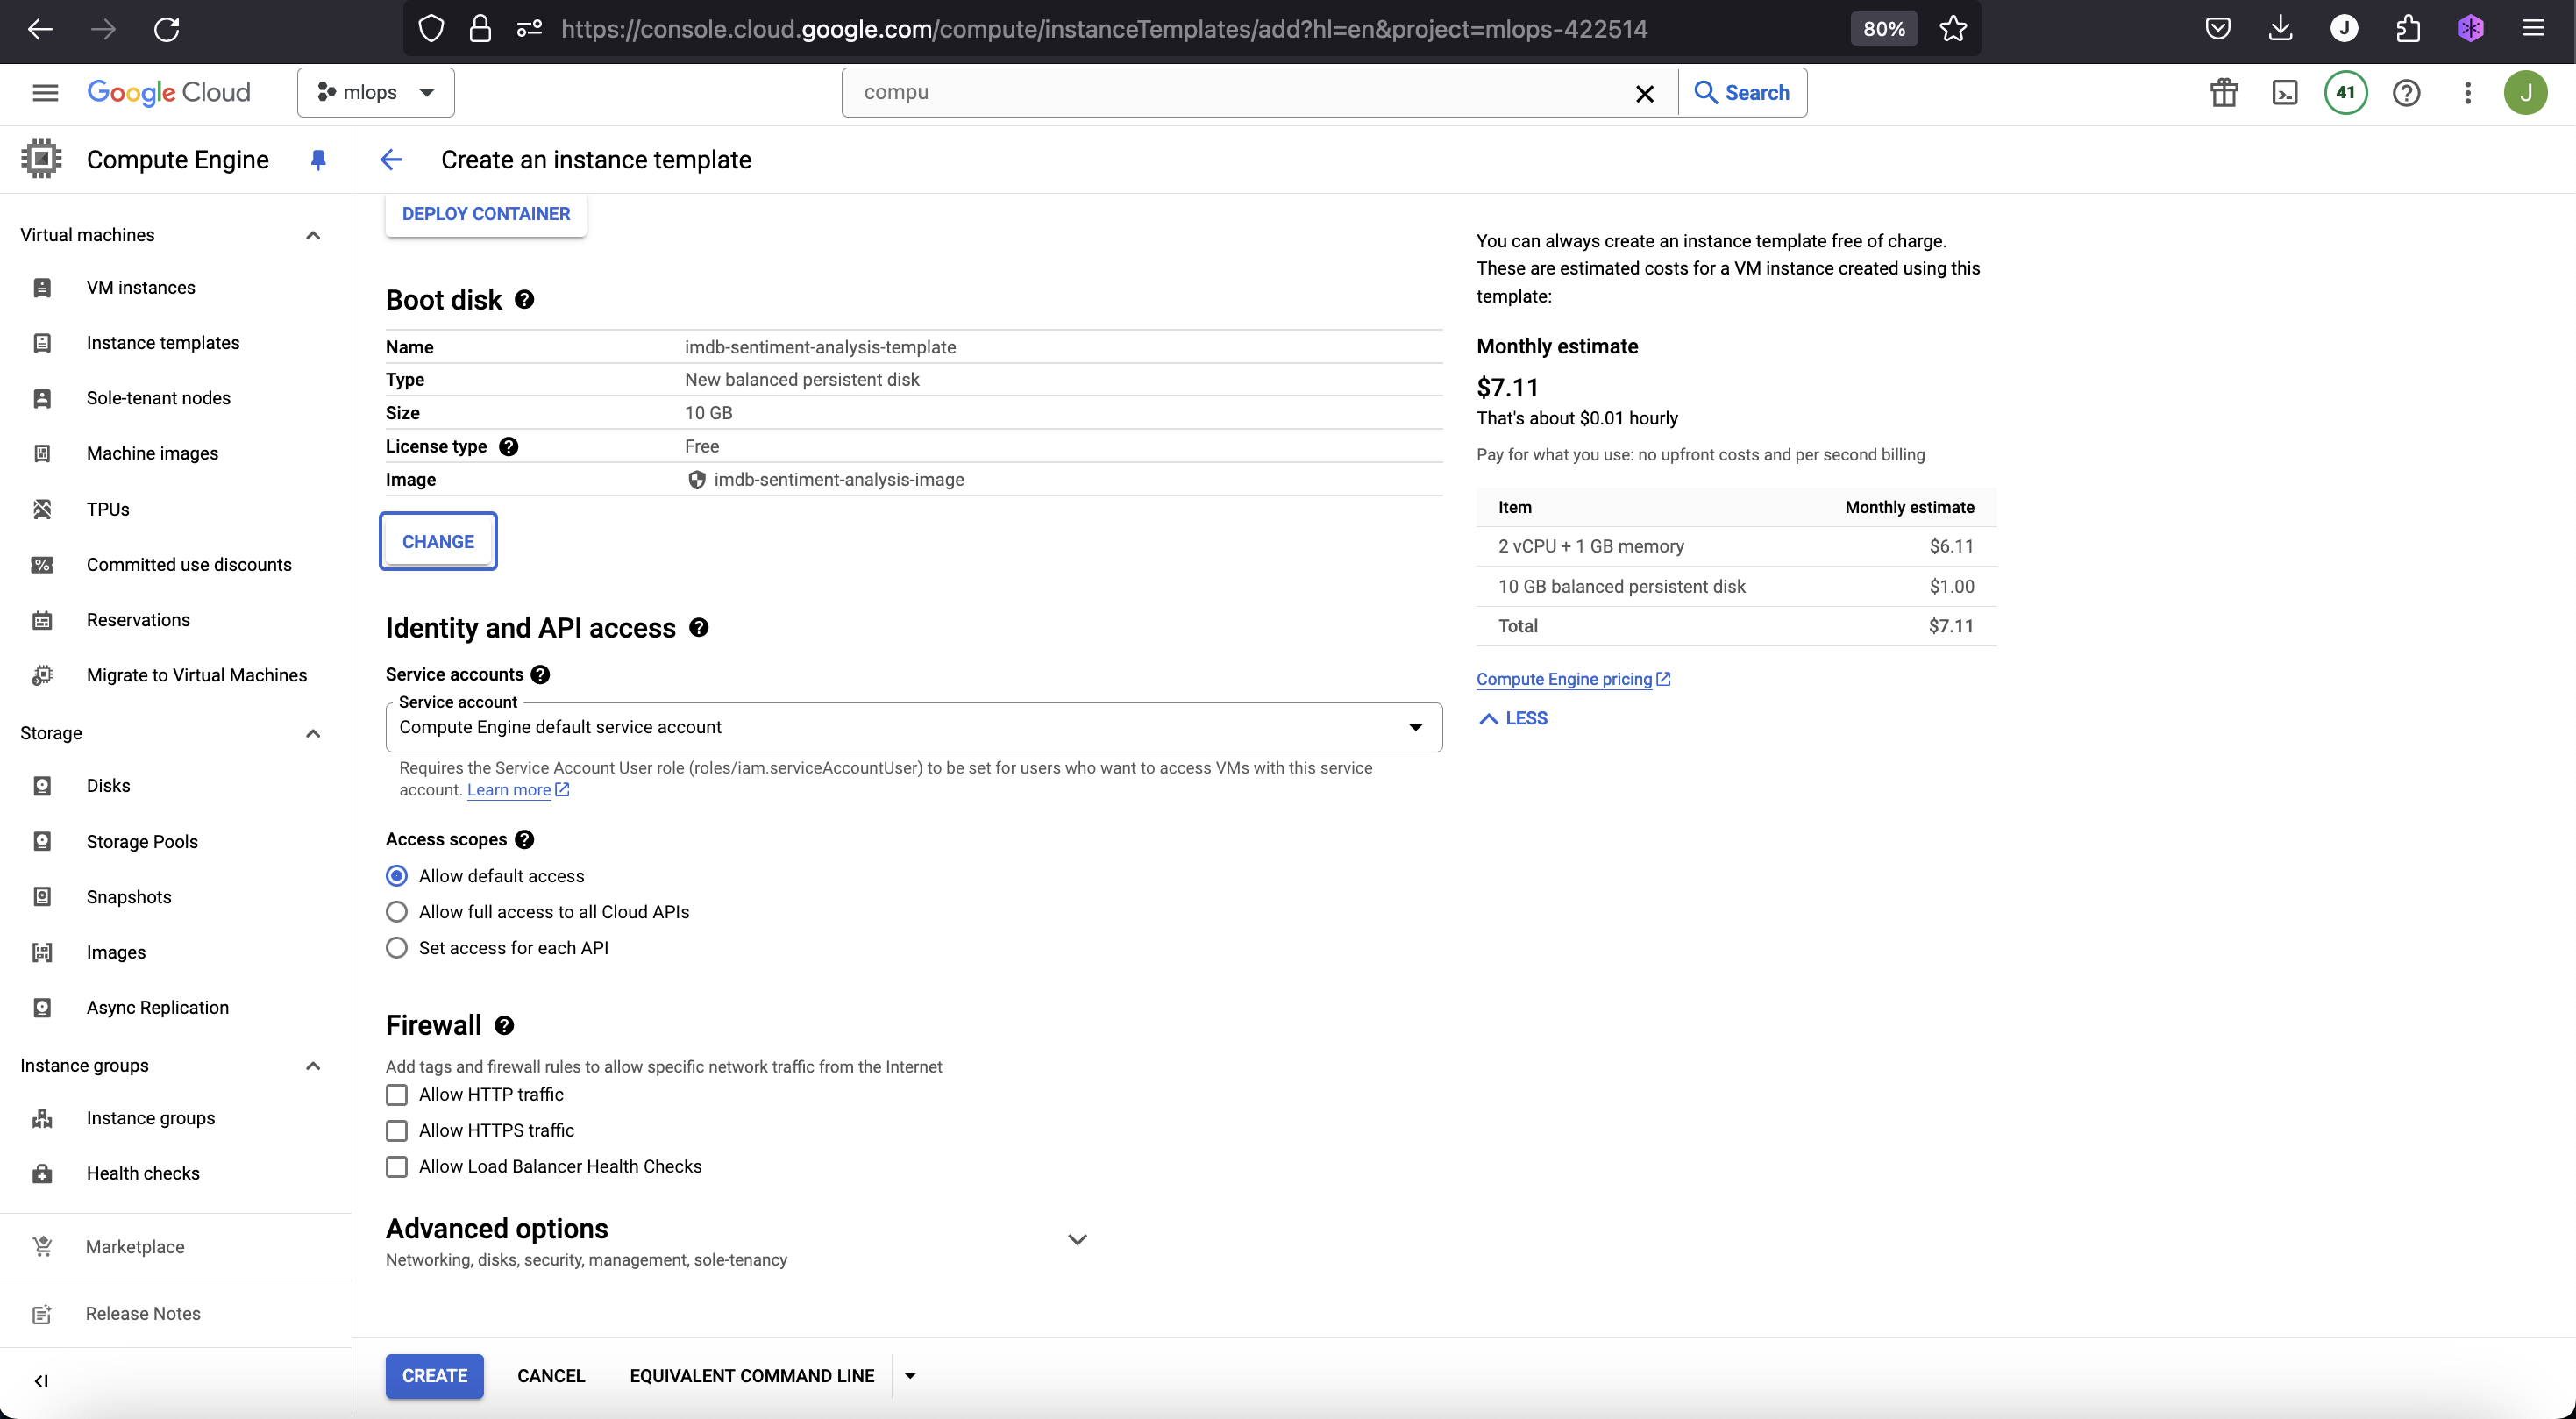 https://console.cloud.google.com/compute/instanceTemplates/add?hl=en&project=mlops-422514
80%
J
Google Cloud
mlops
compu
Search
41
J
Compute Engine
Create an instance template
Virtual machines
VM instances
Instance templates
Sole-tenant nodes
Machine images
TPUs
Committed use discounts
Reservations
Migrate to Virtual Machines
Storage
Disks
Storage Pools
Snapshots
Images
Async Replication
Instance groups
Instance groups
Health checks
Marketplace
Release Notes
DEPLOY CONTAINER
Boot disk
Name imdb-sentiment-analysis-template
Type New balanced persistent disk
Size 10 GB
License type Free
Image imdb-sentiment-analysis-image
CHANGE
Identity and API access
Service accounts
Service account
Compute Engine default service account
Requires the Service Account User role (roles/iam.serviceAccountUser) to be set for users who want to access VMs with this service
account. Learn more
Access scopes
Allow default access
Allow full access to all Cloud APIs
Set access for each API
Firewall
Add tags and firewall rules to allow specific network traffic from the Internet
Allow HTTP traffic
Allow HTTPS traffic
Allow Load Balancer Health Checks
Advanced options
Networking, disks, security, management, sole-tenancy
CREATE CANCEL EQUIVALENT COMMAND LINE
You can always create an instance template free of charge.
These are estimated costs for a VM instance created using this
template:
Monthly estimate
$7.11
That's about $0.01 hourly
Pay for what you use: no upfront costs and per second billing
Item Monthly estimate
2 vCPU + 1 GB memory $6.11
10 GB balanced persistent disk $1.00
Total $7.11
Compute Engine pricing
LESS